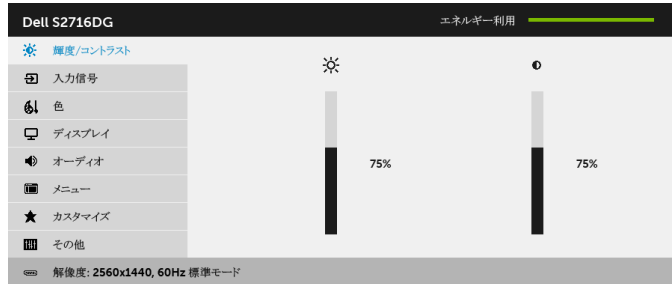 Dell S2716DG
エネルギー利用
輝度/コントラスト
入力信号
色
ディスプレイ
オーディオ
75%
75%
メニュー
カスタマイズ
その他
解像度: 2560x1440, 60Hz 標準モード